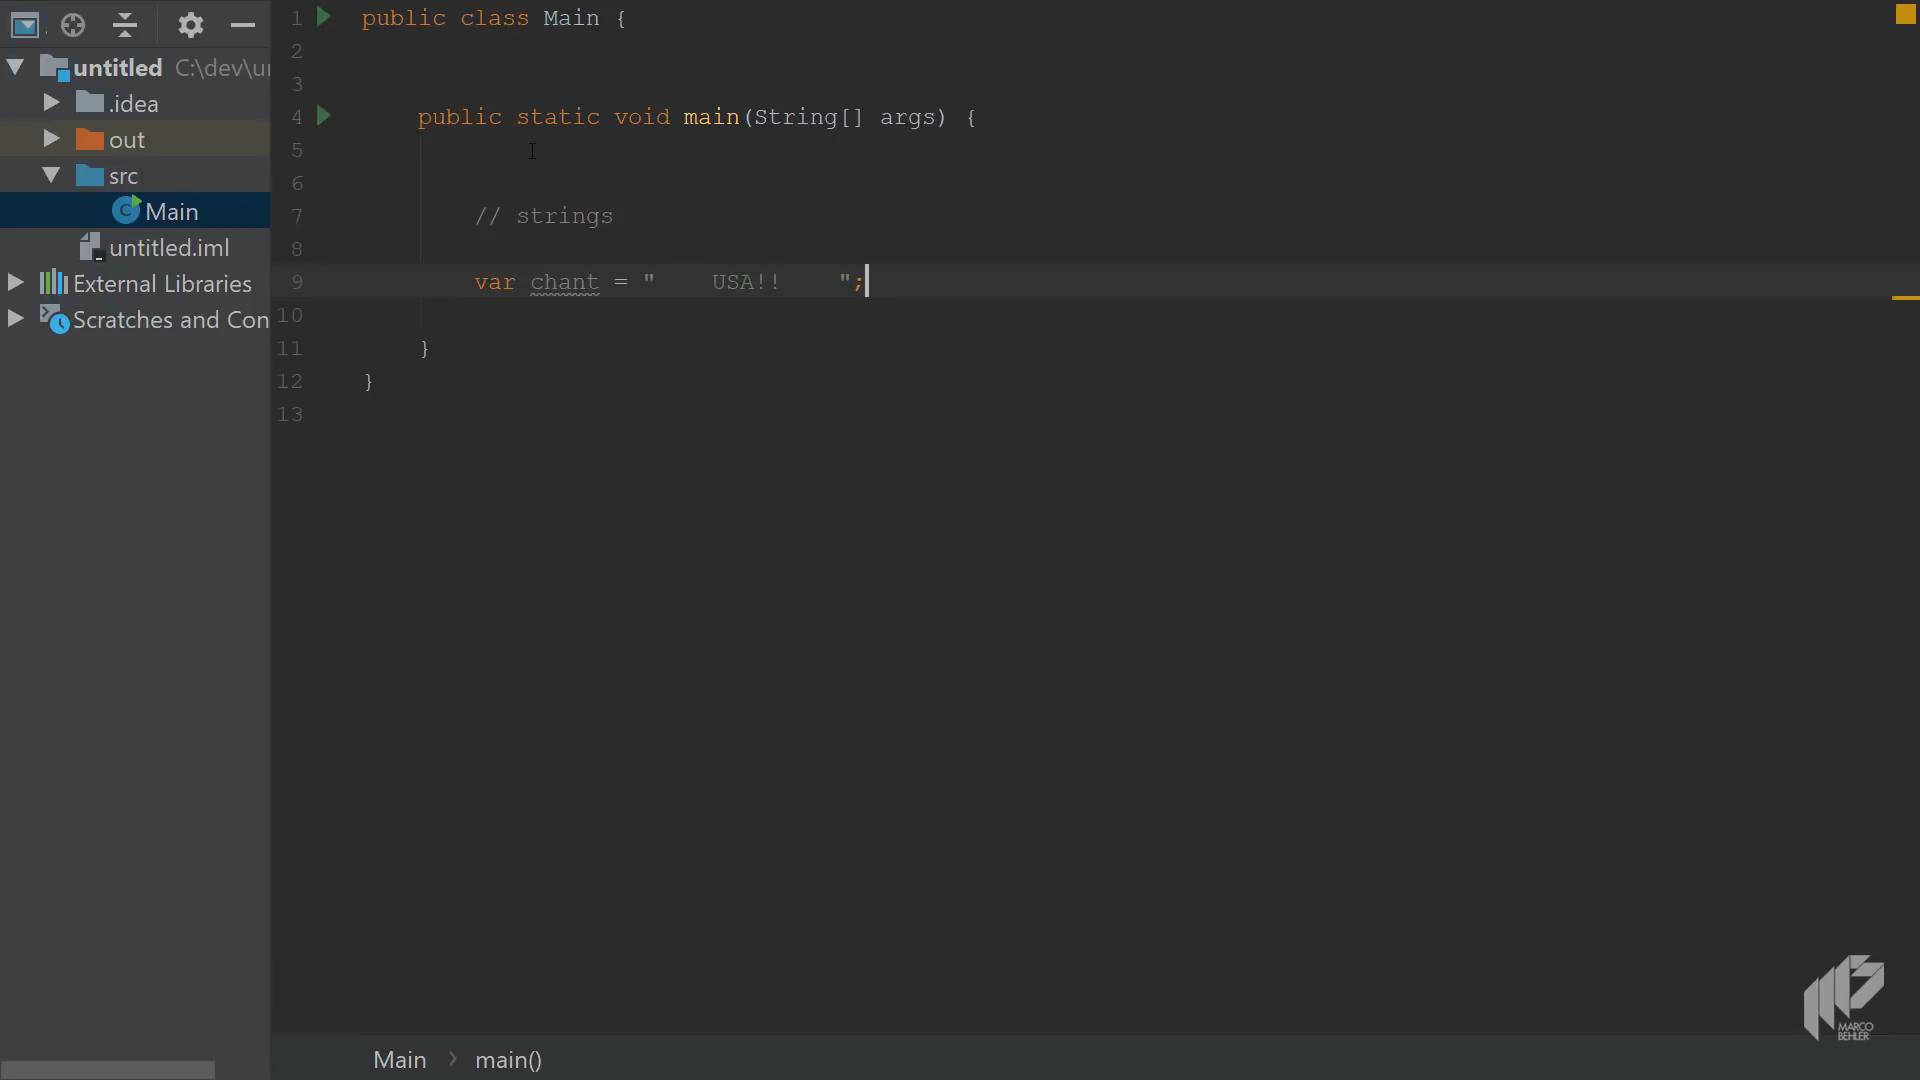 untitled C:\dev\un
.idea
out
src
C Main
untitled.iml
External Libraries
Scratches and Con
1 public class Main {
2
3
4     public static void main(String[] args) {
5
6
7         // strings
8
9         var chant = "    USA!!    ";
10
11     }
12 }
13
MARCO
BEHLER
Main > main()